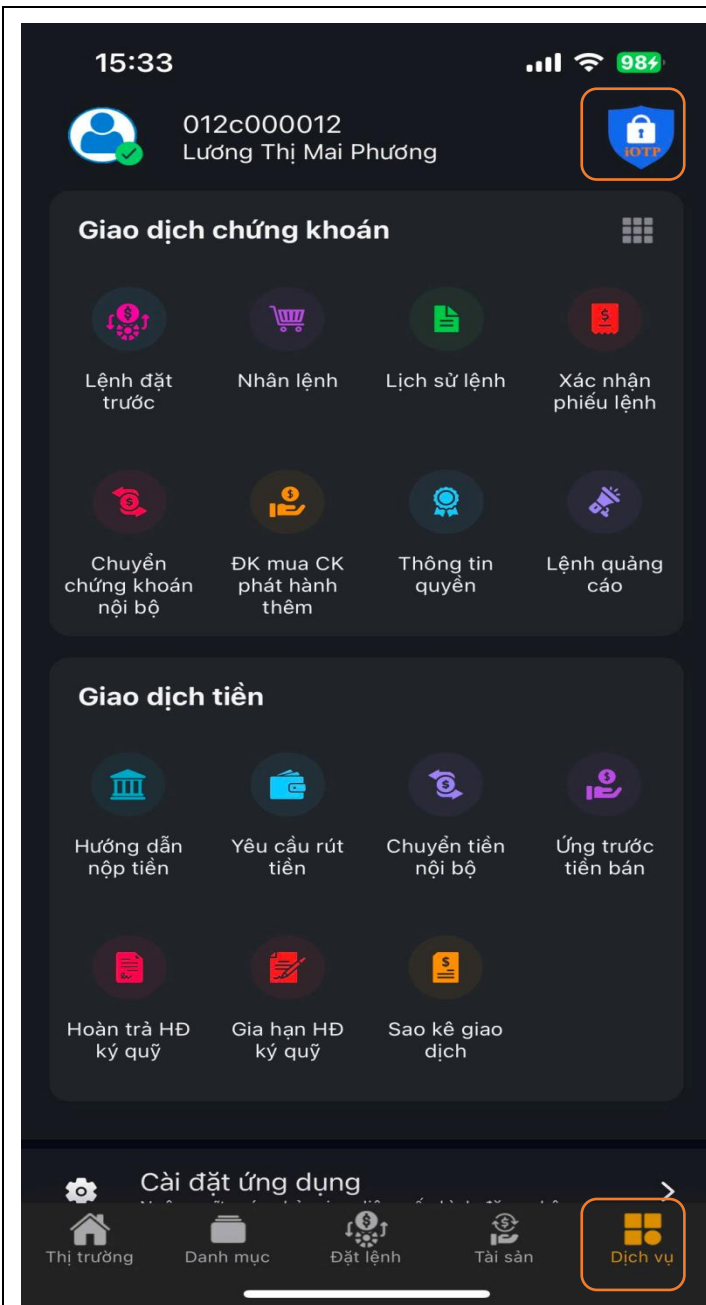 15:33
98
012c000012
Lương Thị Mai Phương
iOTP
Giao dịch chứng khoán
Lệnh đặt trước
Nhân lệnh
Lịch sử lệnh
Xác nhận phiếu lệnh
Chuyển chứng khoán nội bộ
ĐK mua CK phát hành thêm
Thông tin quyền
Lệnh quảng cáo
Giao dịch tiền
Hướng dẫn nộp tiền
Yêu cầu rút tiền
Chuyển tiền nội bộ
Ứng trước tiền bán
Hoàn trả HĐ ký quỹ
Gia hạn HĐ ký quỹ
Sao kê giao dịch
Cài đặt ứng dụng
Thị trường
Danh mục
Đặt lệnh
Tài sản
Dịch vụ